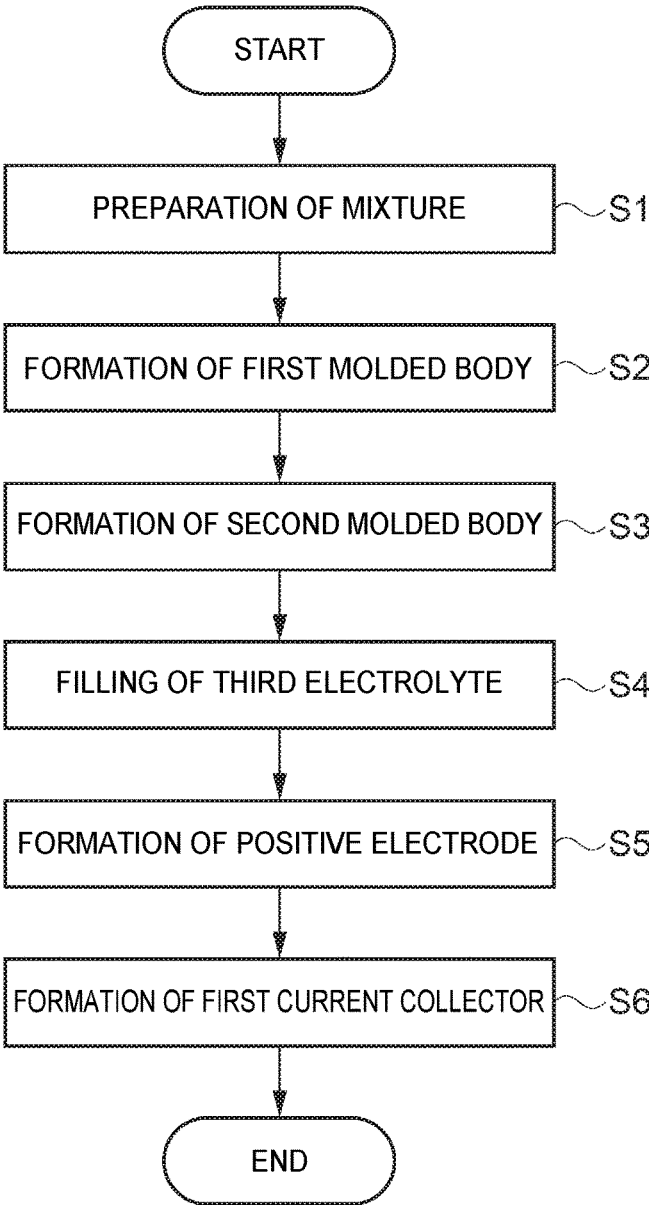 START
PREPARATION OF MIXTURE S1
FORMATION OF FIRST MOLDED BODY S2
FORMATION OF SECOND MOLDED BODY S3
FILLING OF THIRD ELECTROLYTE S4
FORMATION OF POSITIVE ELECTRODE S5
FORMATION OF FIRST CURRENT COLLECTOR S6
END